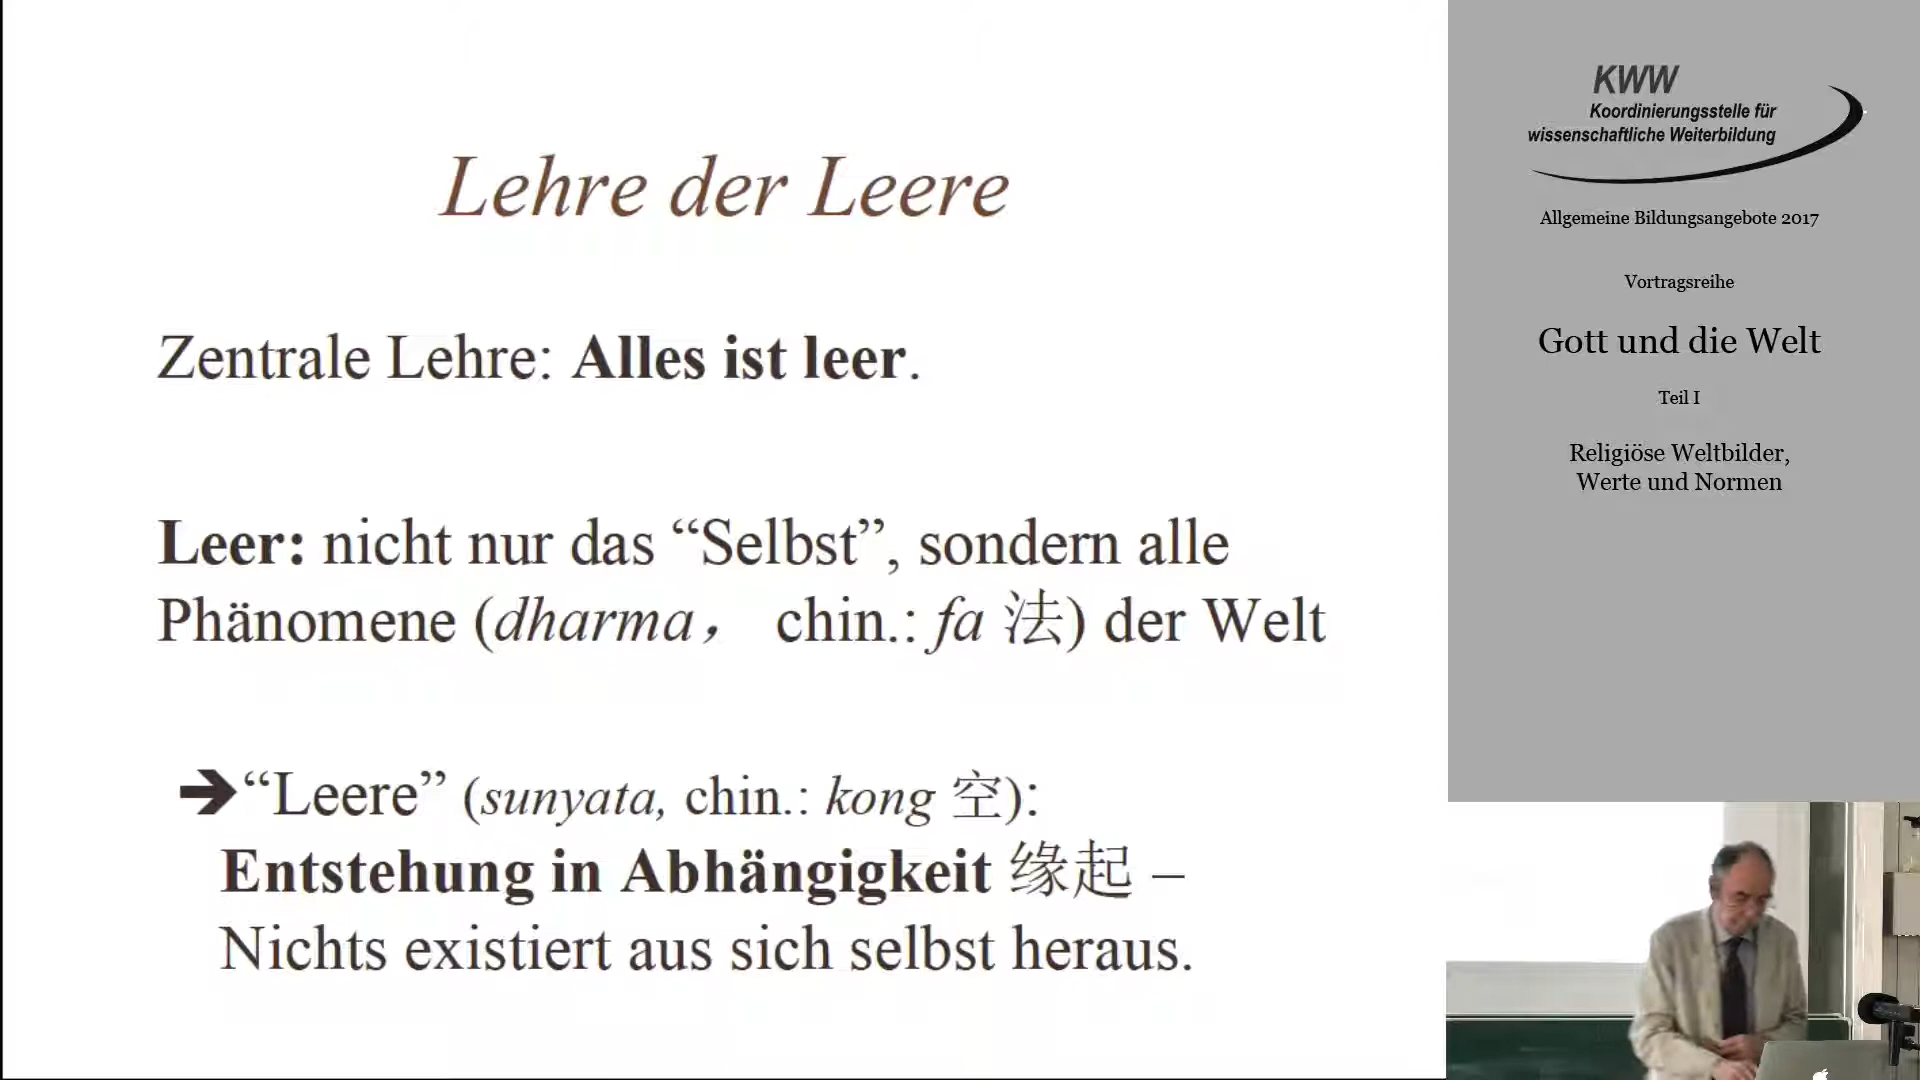 Lehre der Leere
Zentrale Lehre: Alles ist leer.
Leer: nicht nur das “Selbst”, sondern alle
Phänomene (dharma， chin.: fa 法) der Welt
➔“Leere” (sunyata, chin.: kong 空):
Entstehung in Abhängigkeit 缘起 –
Nichts existiert aus sich selbst heraus.
KWW
Koordinierungsstelle für
wissenschaftliche Weiterbildung
Allgemeine Bildungsangebote 2017
Vortragsreihe
Gott und die Welt
Teil I
Religiöse Weltbilder,
Werte und Normen